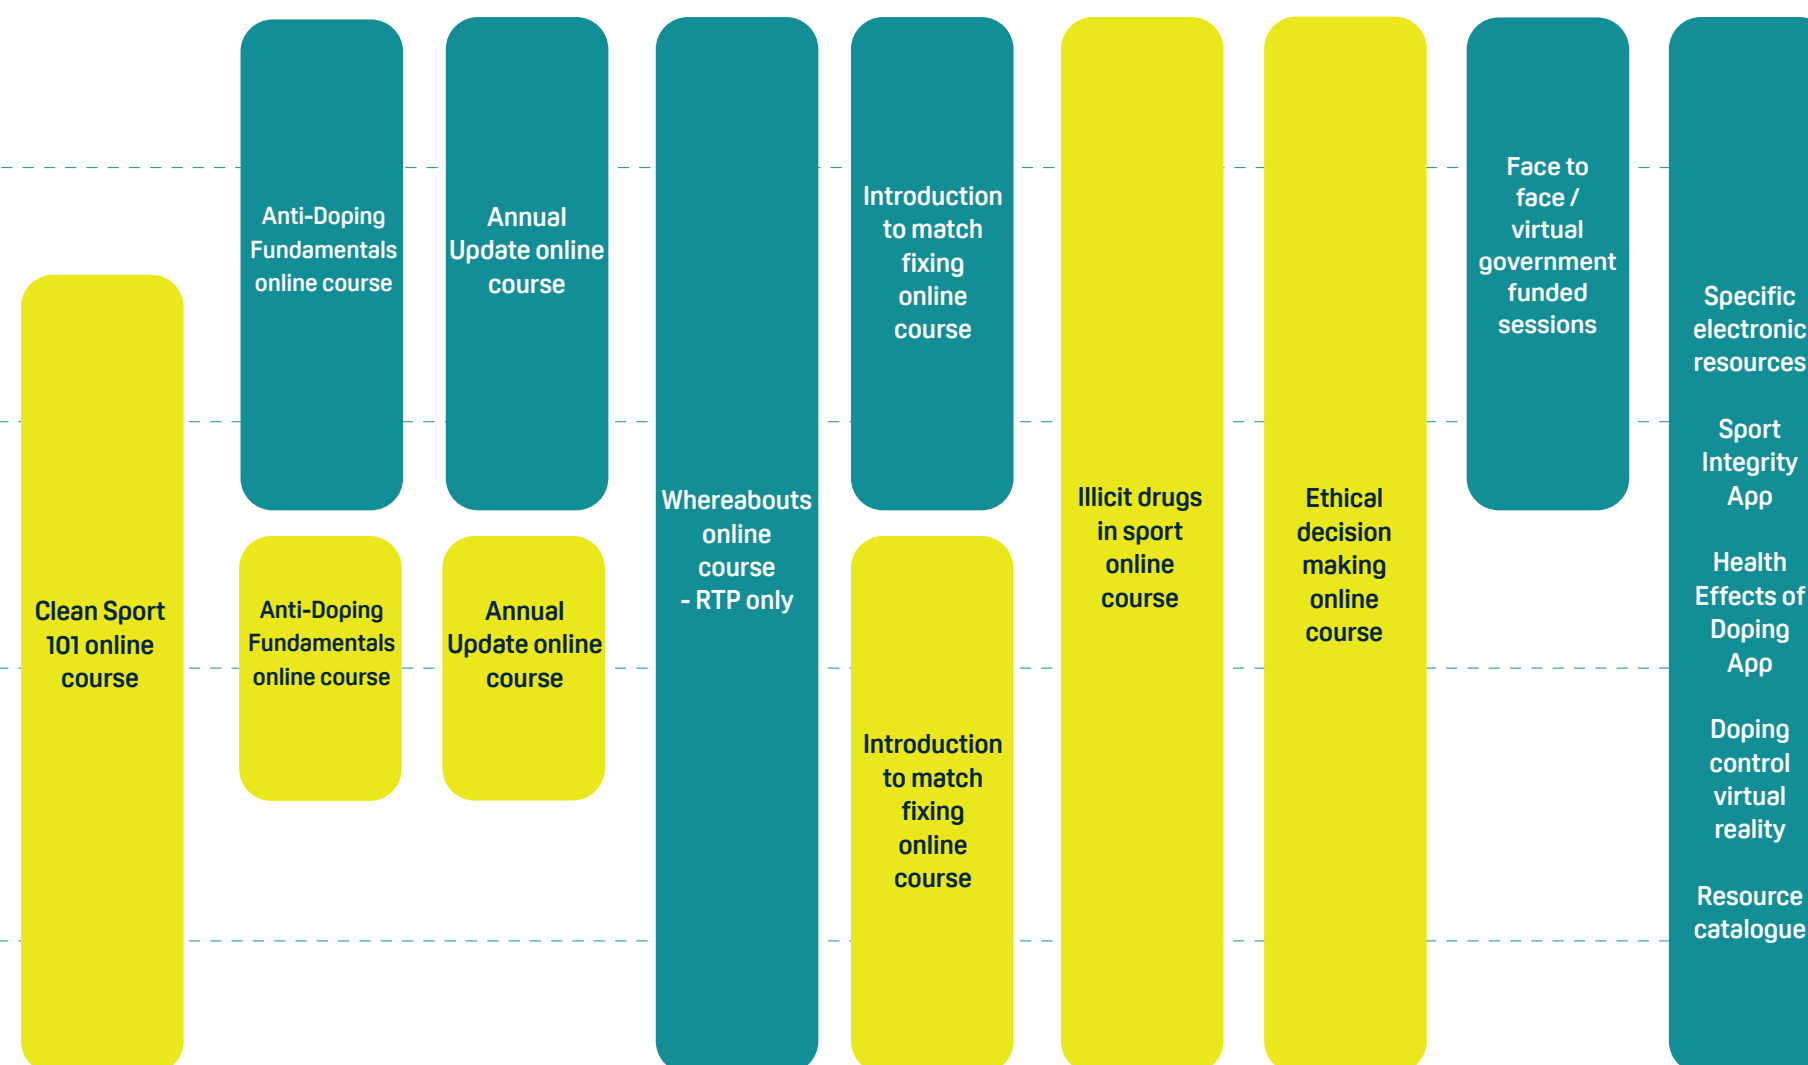 Clean Sport
101 online
course
Anti-Doping
Fundamentals
online course
Anti-Doping
Fundamentals
online course
Annual
Update online
course
Annual
Update online
course
Whereabouts
online
course
- RTP only
Introduction
to match
fixing
online
course
Introduction
to match
fixing
online
course
Illicit drugs
in sport
online
course
Ethical
decision
making
online
course
Face to
face /
virtual
government
funded
sessions
Specific
electronic
resources
Sport
Integrity
App
Health
Effects of
Doping
App
Doping
control
virtual
reality
Resource
catalogue